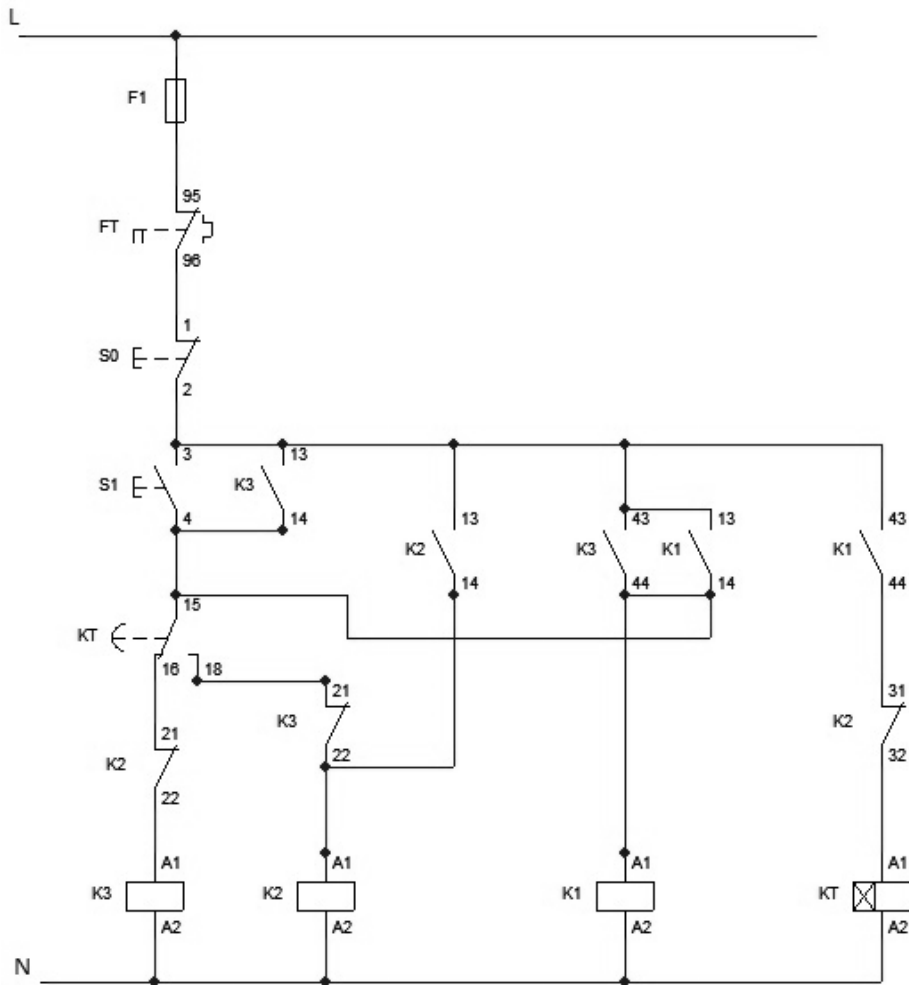 L
F1
95
FT
96
1
S0
2
3 13
S1 K3
4 14
13 43 13 43
K2 K3 K1 K1
14 44 14 44
15
KT
16 18
21 21 31
K3 K2
K2
22 22 32
A1 A1 A1 A1
K3 K2 K1 KT
A2 A2 A2 A2
N